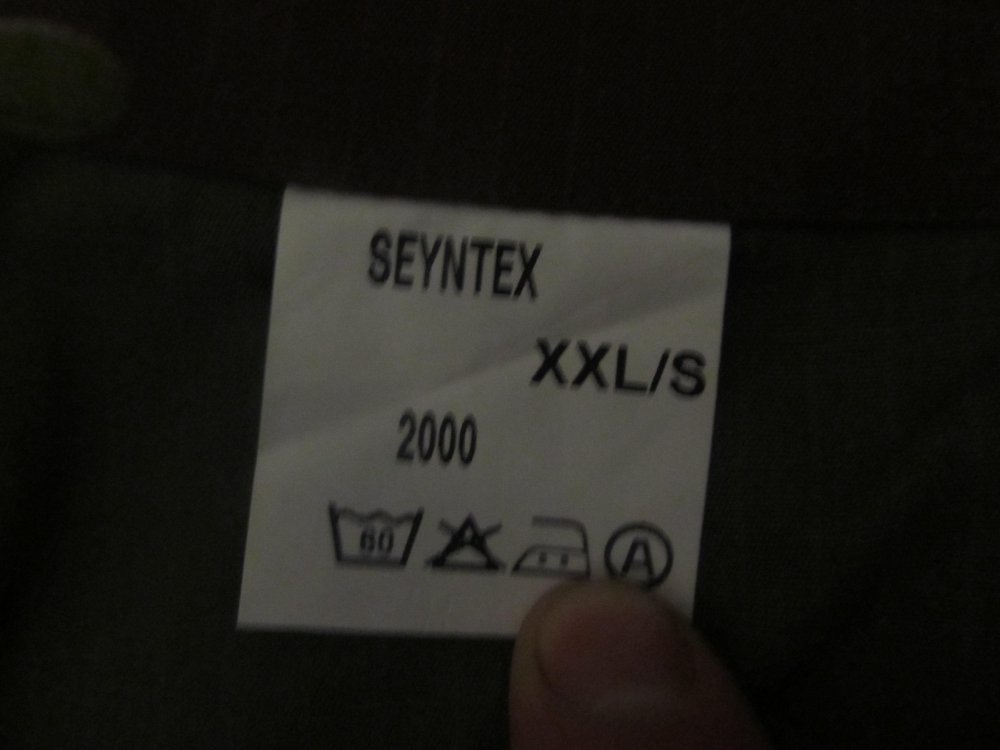 SEYNTEX
XXL/S
2000
60
A